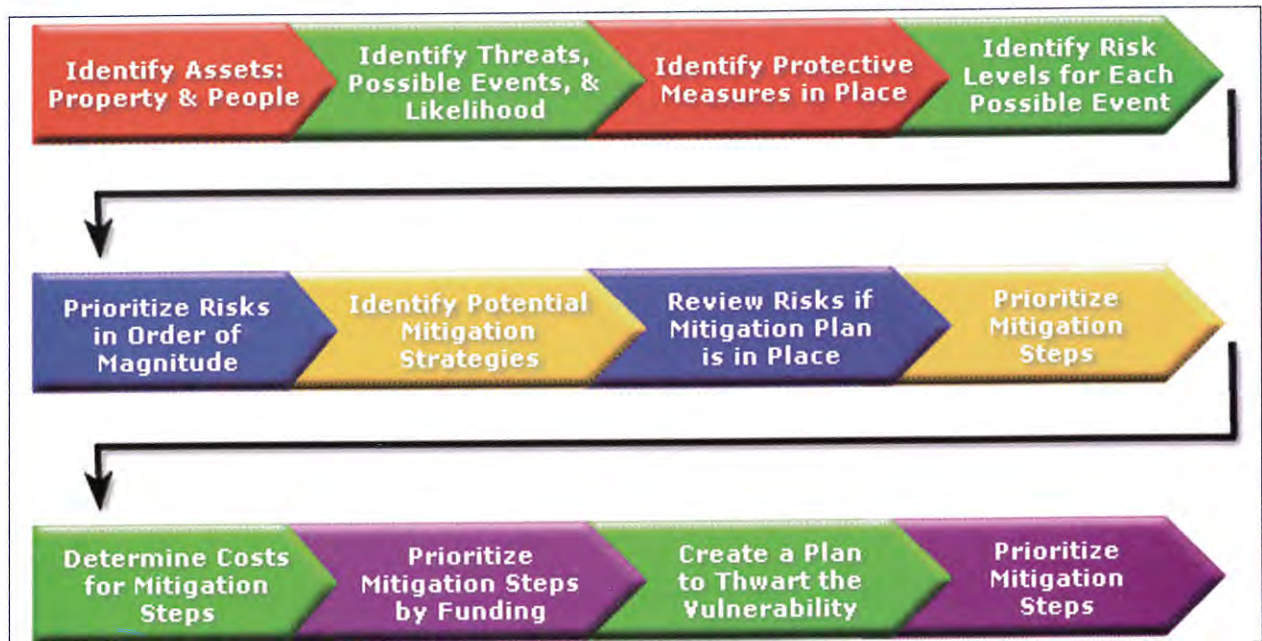 Identify Assets:
Property & People
Identify Threats,
Possible Events, &
Likelihood
Identify Protective
Measures in Place
Identify Risk
Levels for Each
Possible Event
Prioritize Risks
in Order of
Magnitude
Identify Potential
Mitigation
Strategies
Review Risks if
Mitigation Plan
is in Place
Prioritize
Mitigation
Steps
Determine Costs
for Mitigation
Steps
Prioritize
Mitigation Steps
by Funding
Create a Plan
to Thwart the
Vulnerability
Prioritize
Mitigation
Steps